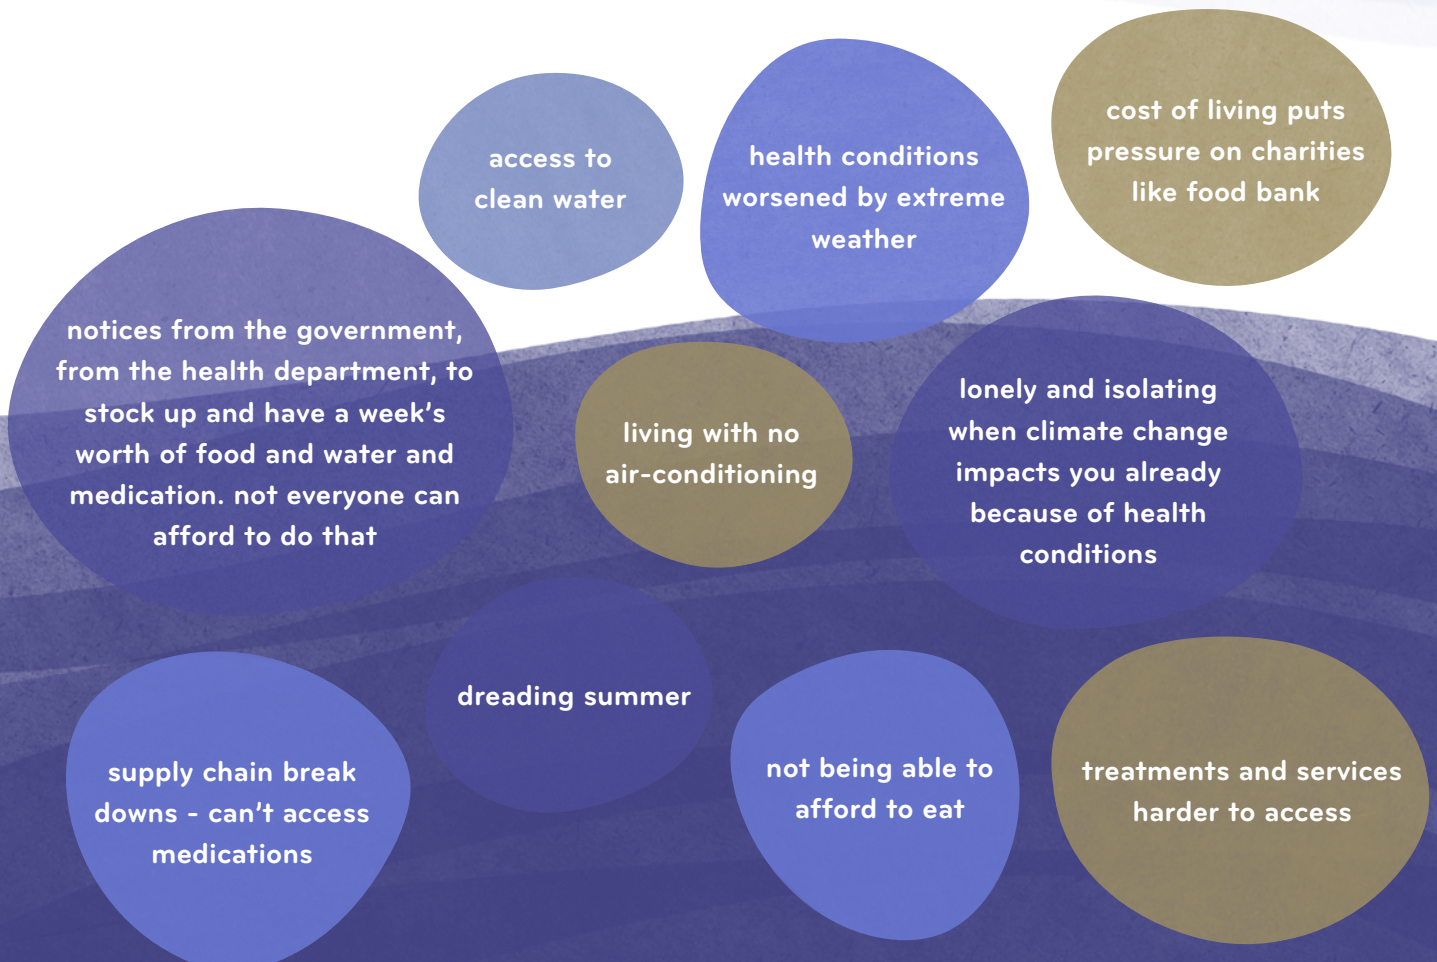 access to
clean water
health conditions
worsened by extreme
weather
cost of living puts
pressure on charities
like food bank
notices from the government,
from the health department, to
stock up and have a week's
worth of food and water and
medication. not everyone can
afford to do that
living with no
air-conditioning
lonely and isolating
when climate change
impacts you already
because of health
conditions
supply chain break
downs - can't access
medications
dreading summer
not being able to
afford to eat
treatments and services
harder to access